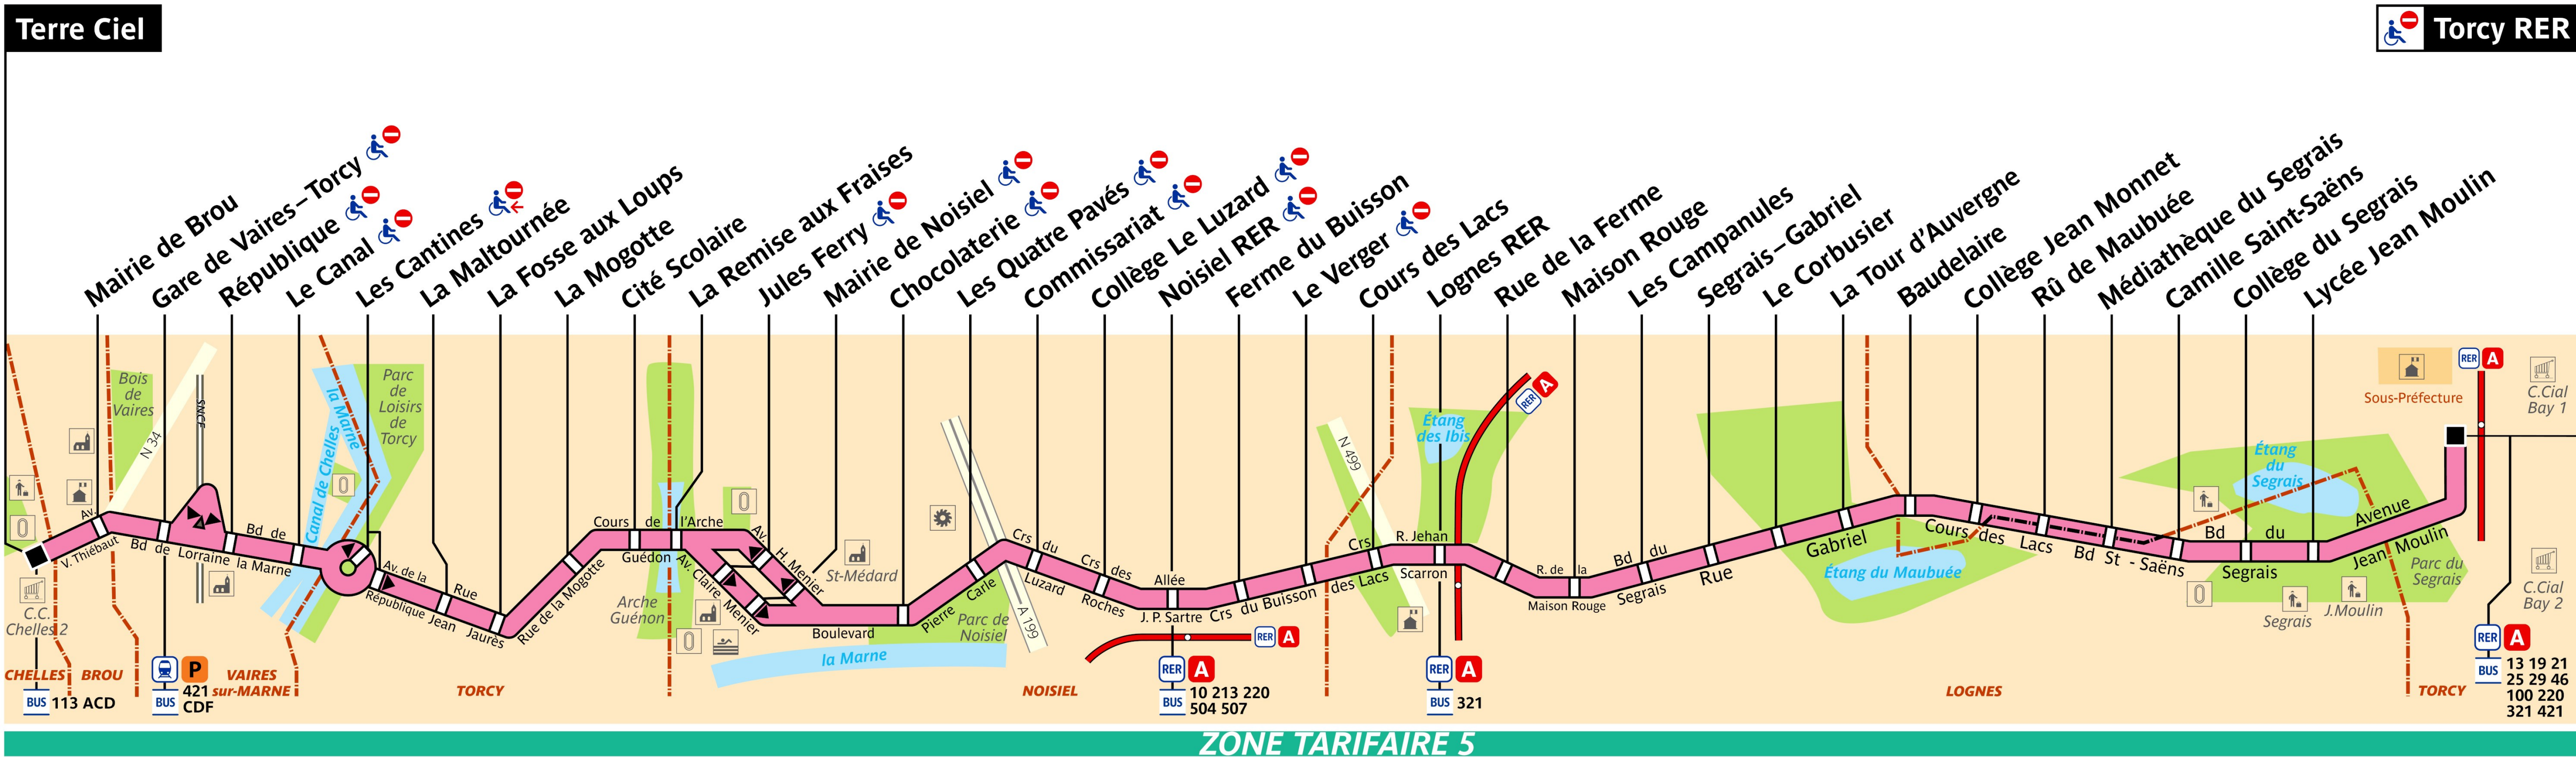 Terre Ciel
Torcy RER
Mairie de Brou
Gare de Vaires–Torcy
République
Le Canal
Les Cantines
La Maltournée
La Fosse aux Loups
La Mogotte
Cité Scolaire
La Remise aux Fraises
Jules Ferry
Mairie de Noisiel
Chocolaterie
Les Quatre Pavés
Commissariat
Collège Le Luzard
Noisiel RER
Ferme du Buisson
Le Verger
Cours des Lacs
Lognes RER
Rue de la Ferme
Maison Rouge
Les Campanules
Segrais–Gabriel
Le Corbusier
La Tour d'Auvergne
Baudelaire
Collège Jean Monnet
Rû de Maubuée
Médiathèque du Segrais
Camille Saint-Saëns
Collège du Segrais
Lycée Jean Moulin
Bois
de
Vaires
N 34
SNCF
la Marne
Canal de Chelles
Parc
de
Loisirs
de
Torcy
Av.
V. Thiébaut
Bd de Lorraine
Bd de
la Marne
Av. de la
République
Rue
Jean Jaurès
Rue de la Mogotte
Cours de l'Arche
Guédon
Arche
Guénon
Av. Claire Menier
Av. H. Menier
St-Médard
Boulevard
Pierre Carle
Parc de
Noisiel
A 199
la Marne
Crs du
Luzard
Crs des
Roches
Allée
J. P. Sartre
RER A
Crs du Buisson
N 499
Crs
des Lacs
R. Jehan
Scarron
Étang
des Ibis
RER A
R. de la
Maison Rouge
Bd du
Segrais
Rue
Gabriel
Étang du Maubuée
Cours des Lacs
Bd St - Saëns
Étang
du
Segrais
Bd du
Segrais
Segrais
J.Moulin
Avenue
Jean Moulin
Parc du
Segrais
Sous-Préfecture
RER A
C.Cial
Bay 1
C.Cial
Bay 2
C.C.
Chelles 2
CHELLES
BROU
VAIRES
sur-MARNE
TORCY
NOISIEL
LOGNES
TORCY
BUS 113 ACD
P
BUS 421
CDF
RER A
BUS 10 213 220
504 507
RER A
BUS 321
RER A
BUS 13 19 21
25 29 46
100 220
321 421
ZONE TARIFAIRE 5